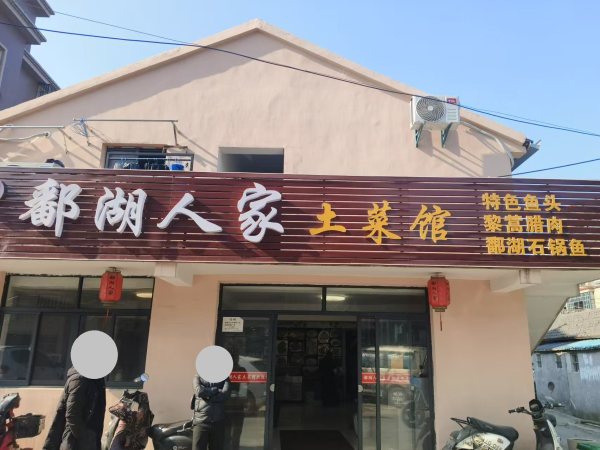 鄱湖人家土菜馆
特色鱼头
黎蒿腊肉
鄱湖石锅鱼